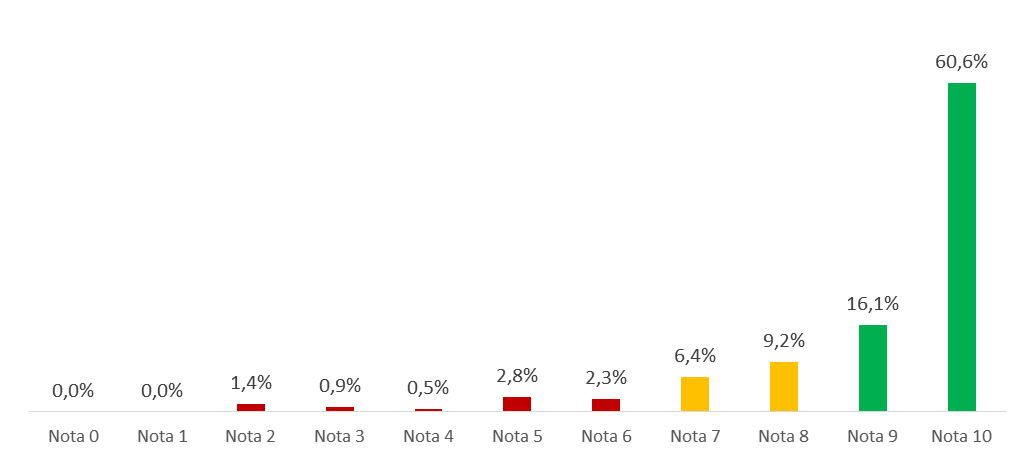 60,6%
16,1%
9,2%
6,4%
2,8%
2,3%
1,4%
0,9%
0,5%
0,0%
0,0%
Nota 0
Nota 1
Nota 2
Nota 3
Nota 4
Nota 5
Nota 6
Nota 7
Nota 8
Nota 9
Nota 10